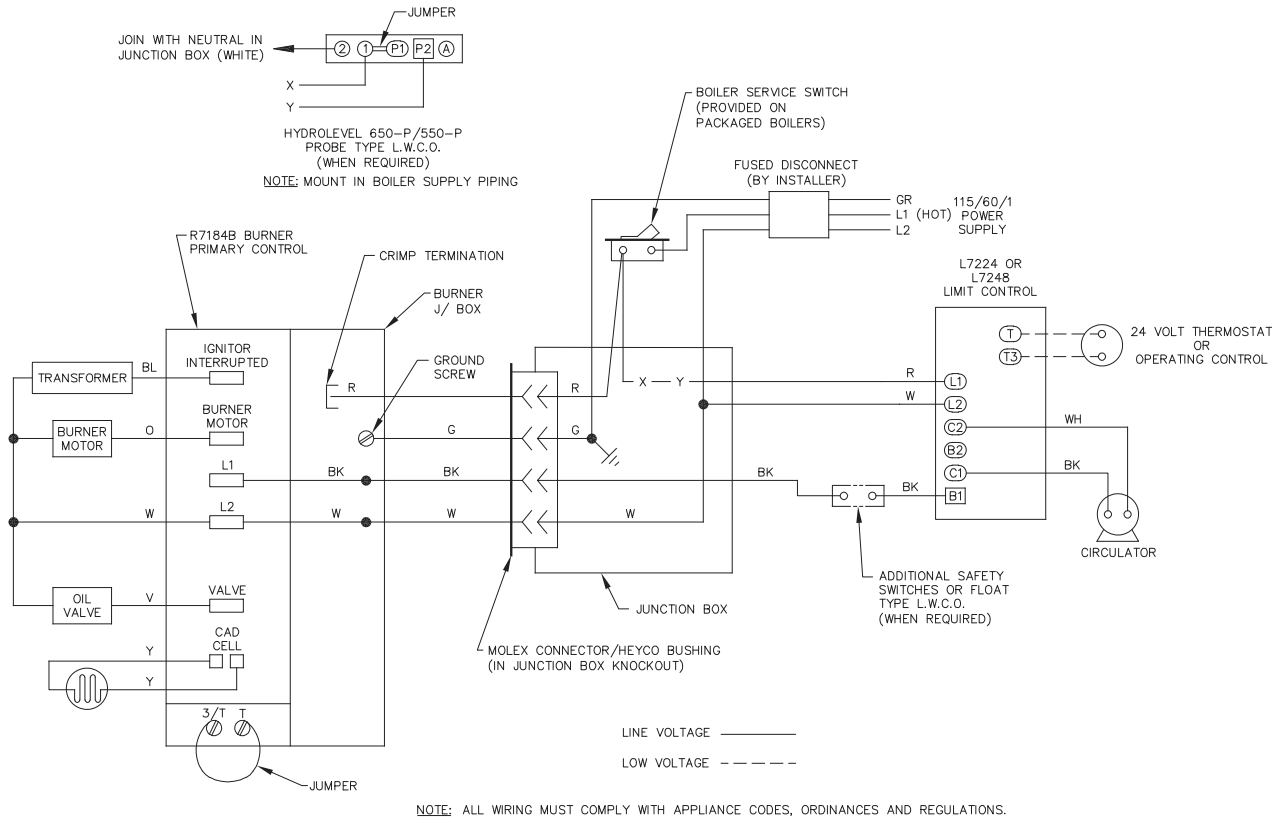 JUMPER
JOIN WITH NEUTRAL IN
JUNCTION BOX (WHITE)
2 1 P1 P2 A
X
Y
HYDROLEVEL 650-P/550-P
PROBE TYPE L.W.C.O.
(WHEN REQUIRED)
NOTE: MOUNT IN BOILER SUPPLY PIPING
BOILER SERVICE SWITCH
(PROVIDED ON
PACKAGED BOILERS)
FUSED DISCONNECT
(BY INSTALLER)
GR
L1 (HOT)
L2
115/60/1
POWER
SUPPLY
R7184B BURNER
PRIMARY CONTROL
CRIMP TERMINATION
BURNER
J/ BOX
GROUND
SCREW
L7224 OR
L7248
LIMIT CONTROL
T
T3
24 VOLT THERMOSTAT
OR
OPERATING CONTROL
TRANSFORMER
BL
IGNITOR
INTERRUPTED
R
R
X
Y
R
L1
W
L2
BURNER
MOTOR
O
BURNER
MOTOR
G
G
C2
WH
B2
L1
BK
BK
BK
BK
C1
BK
B1
W
L2
W
W
W
CIRCULATOR
OIL
VALVE
V
VALVE
ADDITIONAL SAFETY
SWITCHES OR FLOAT
TYPE L.W.C.O.
(WHEN REQUIRED)
JUNCTION BOX
CAD
CELL
Y
Y
MOLEX CONNECTOR/HEYCO BUSHING
(IN JUNCTION BOX KNOCKOUT)
3/T T
JUMPER
LINE VOLTAGE
LOW VOLTAGE
NOTE: ALL WIRING MUST COMPLY WITH APPLIANCE CODES, ORDINANCES AND REGULATIONS.